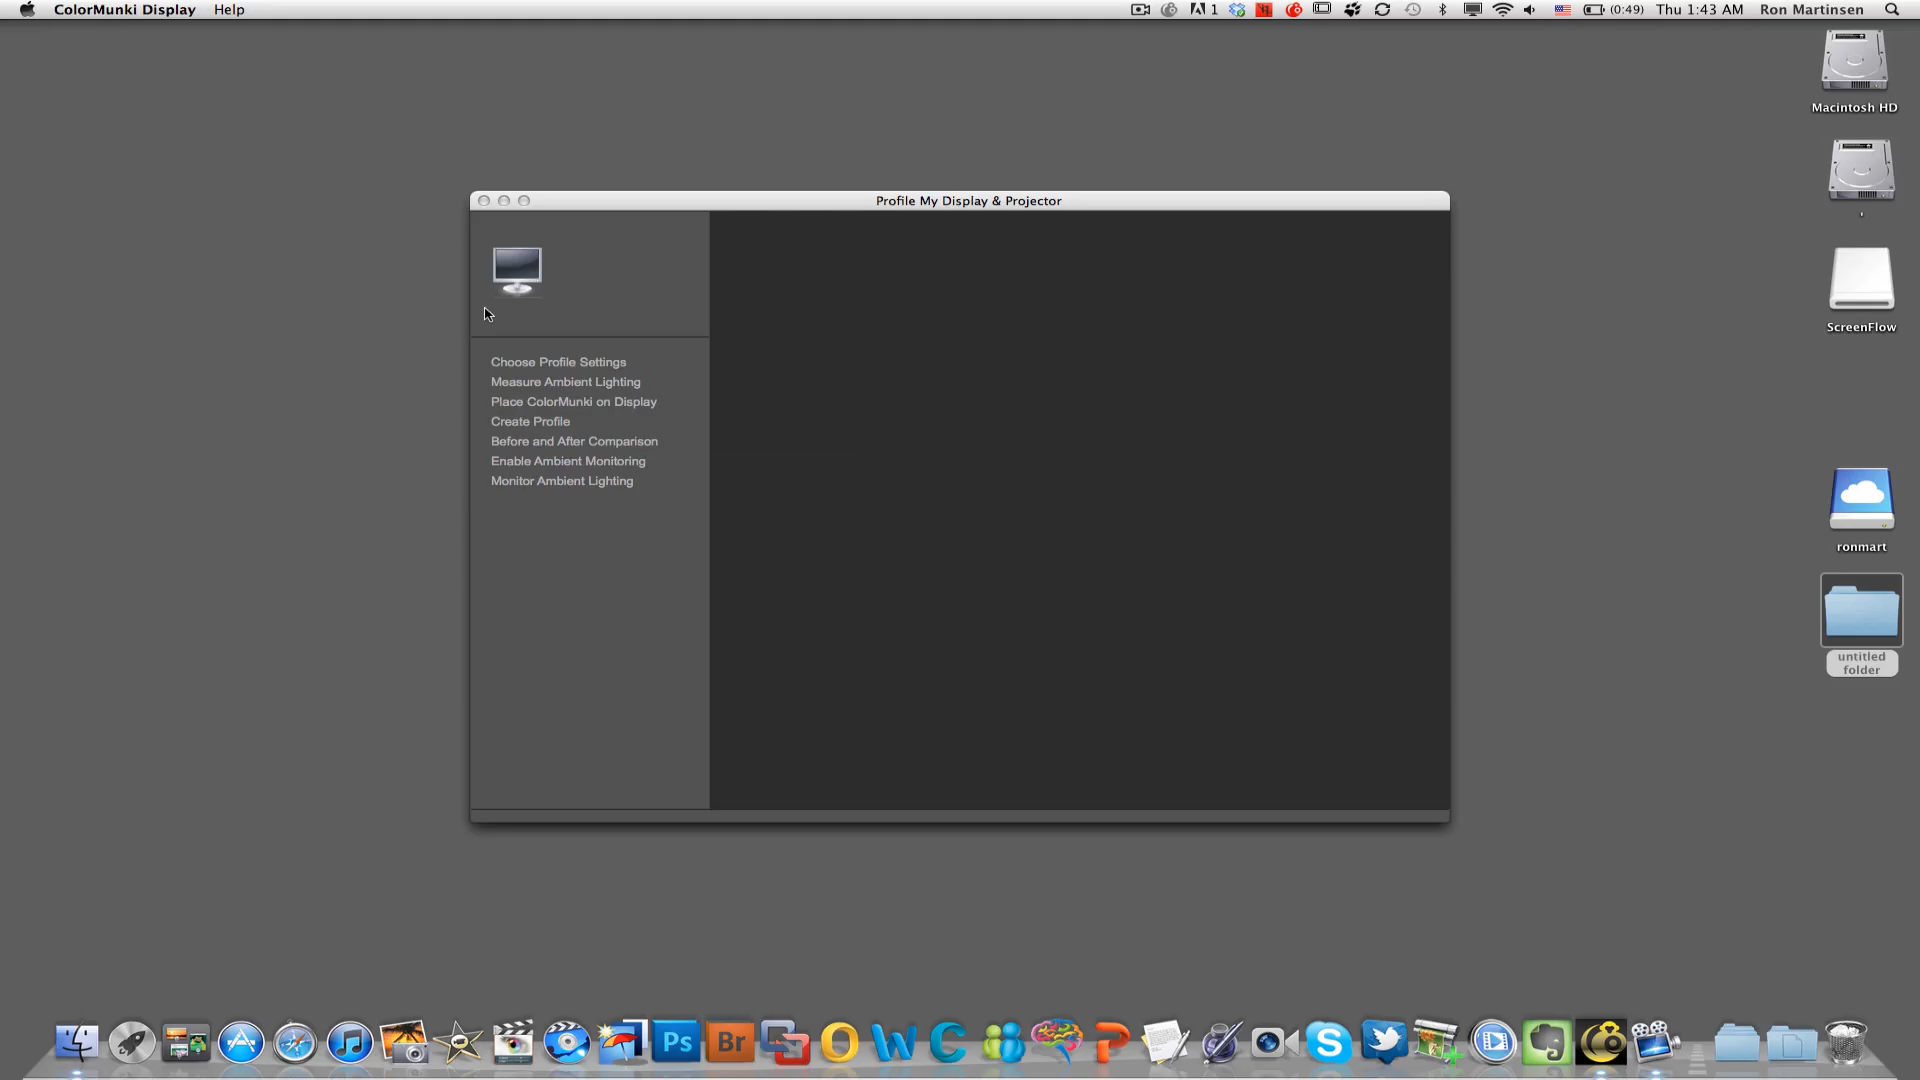 ColorMunki Display Help
1 (0:49) Thu 1:43 AM Ron Martinsen
Macintosh HD
Profile My Display & Projector
ScreenFlow
Choose Profile Settings
Measure Ambient Lighting
Place ColorMunki on Display
Create Profile
Before and After Comparison
Enable Ambient Monitoring
Monitor Ambient Lighting
ronmart
untitled
folder
Ps Br